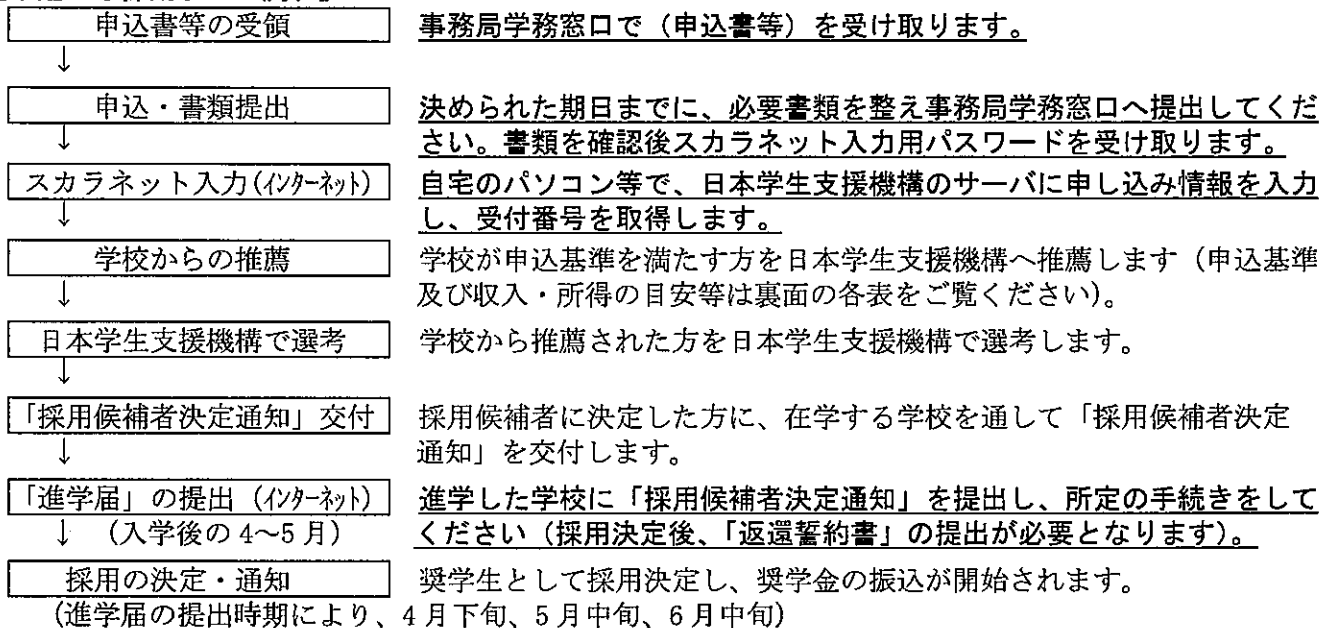 申込書等の受領　事務局学務窓口で（申込書等）を受け取ります。
↓
申込・書類提出　決められた期日までに、必要書類を整え事務局学務窓口へ提出してくだ
↓　さい。書類を確認後スカラネット入力用パスワードを受け取ります。
スカラネット入力(インターネット)　自宅のパソコン等で、日本学生支援機構のサーバに申し込み情報を入力
↓　し、受付番号を取得します。
学校からの推薦　学校が申込基準を満たす方を日本学生支援機構へ推薦します（申込基準
↓　及び収入・所得の目安等は裏面の各表をご覧ください）。
日本学生支援機構で選考　学校から推薦された方を日本学生支援機構で選考します。
↓
「採用候補者決定通知」交付　採用候補者に決定した方に、在学する学校を通して「採用候補者決定
↓　通知」を交付します。
「進学届」の提出（インターネット）　進学した学校に「採用候補者決定通知」を提出し、所定の手続きをして
↓　（入学後の4～5月）　ください（採用決定後、「返還誓約書」の提出が必要となります）。
採用の決定・通知　奨学生として採用決定し、奨学金の振込が開始されます。
（進学届の提出時期により、4月下旬、5月中旬、6月中旬）